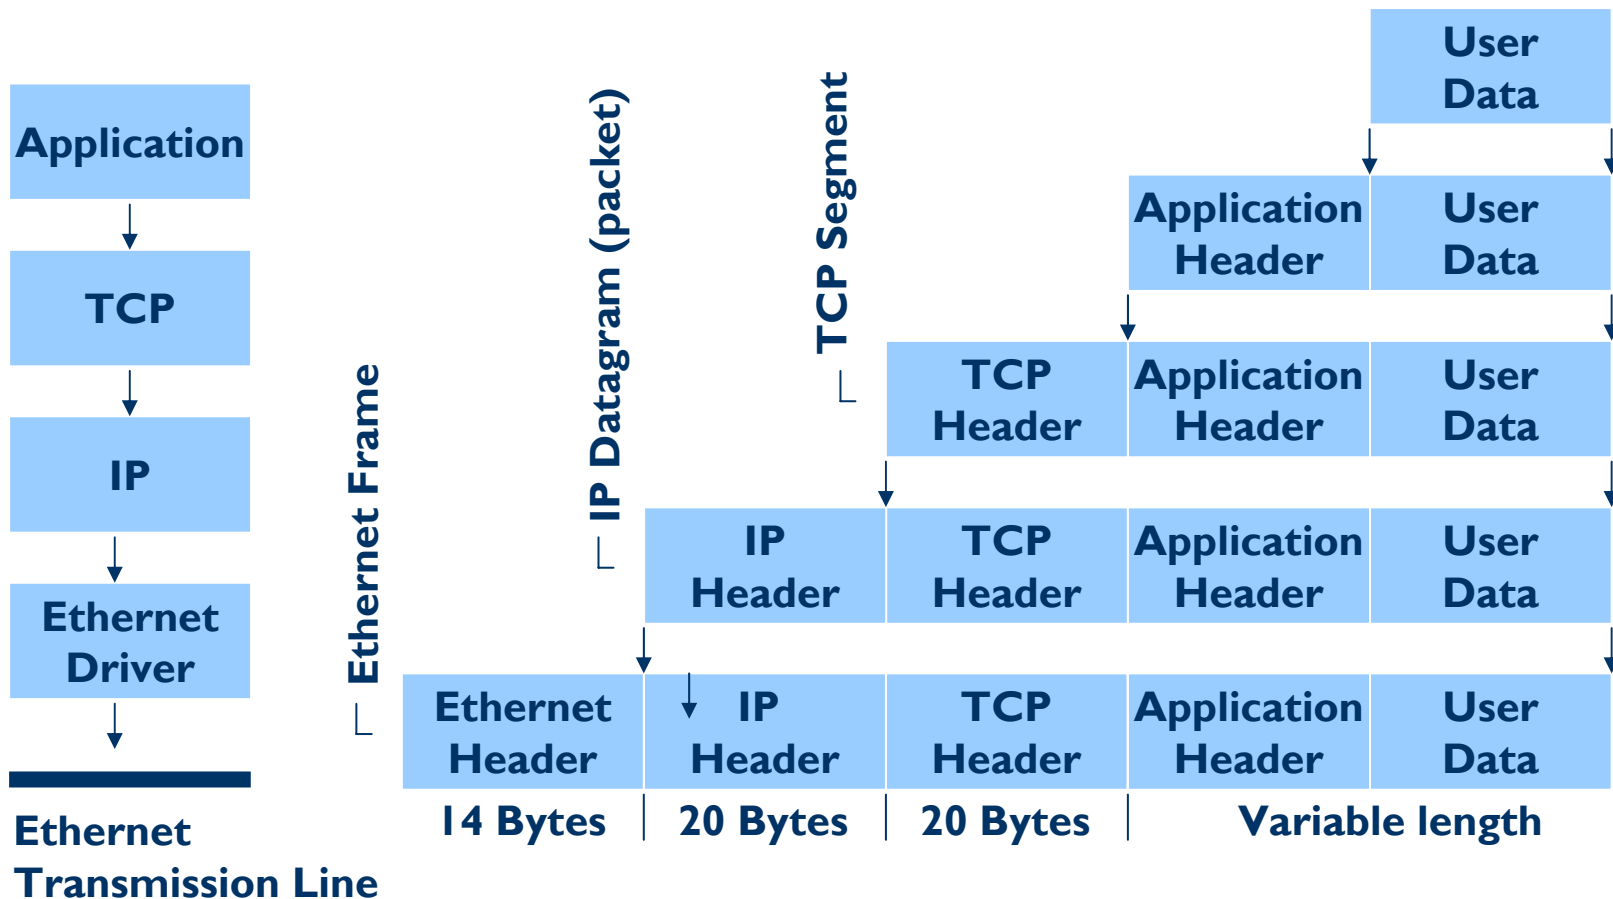 Application
TCP
IP
Ethernet
Driver
Ethernet
Transmission Line
Ethernet Frame
IP Datagram (packet)
TCP Segment
User
Data
Application
Header
User
Data
TCP
Header
Application
Header
User
Data
IP
Header
TCP
Header
Application
Header
User
Data
Ethernet
Header
IP
Header
TCP
Header
Application
Header
User
Data
14 Bytes
20 Bytes
20 Bytes
Variable length